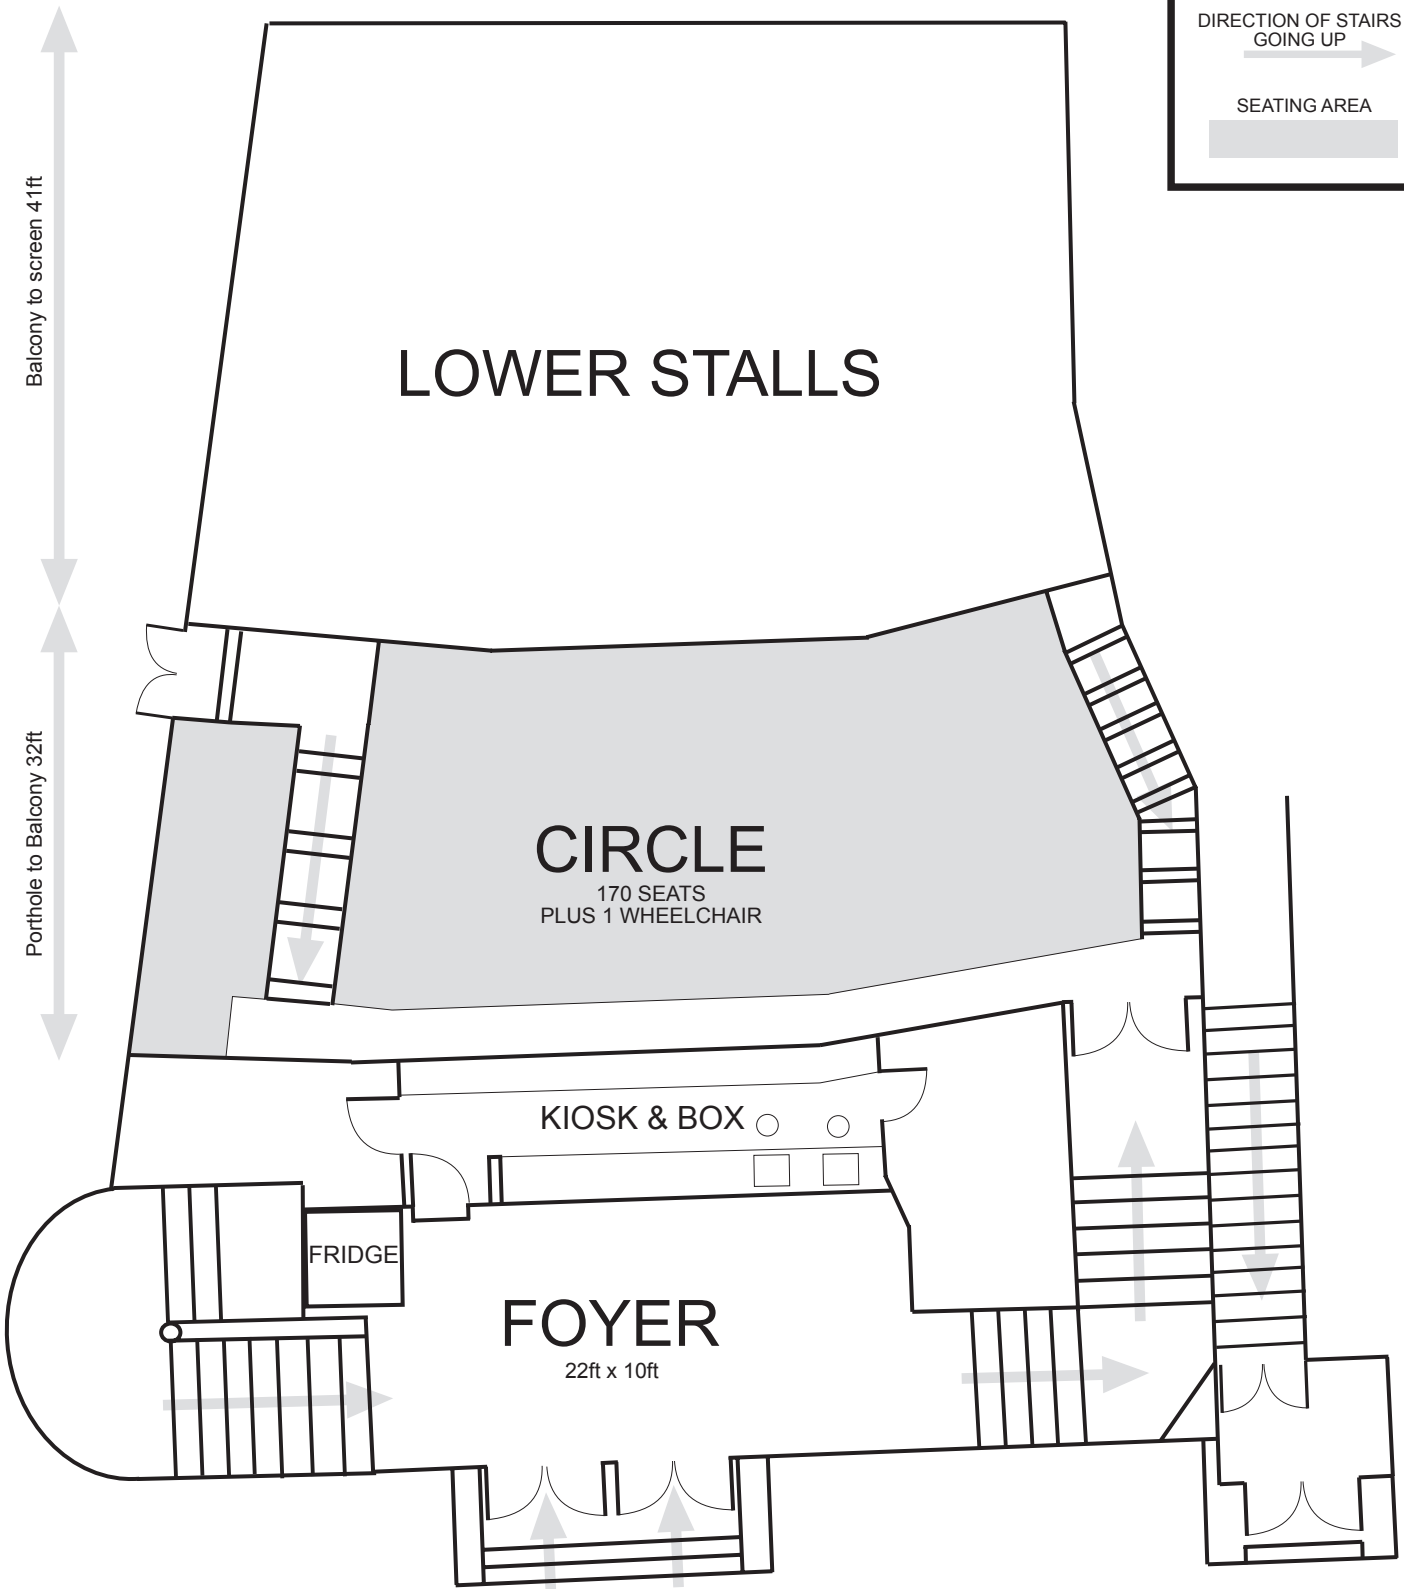 DIRECTION OF STAIRS
GOING UP
SEATING AREA
Balcony to screen 41ft
LOWER STALLS
Porthole to Balcony 32ft
CIRCLE
170 SEATS
PLUS 1 WHEELCHAIR
KIOSK & BOX
FRIDGE
FOYER
22ft x 10ft